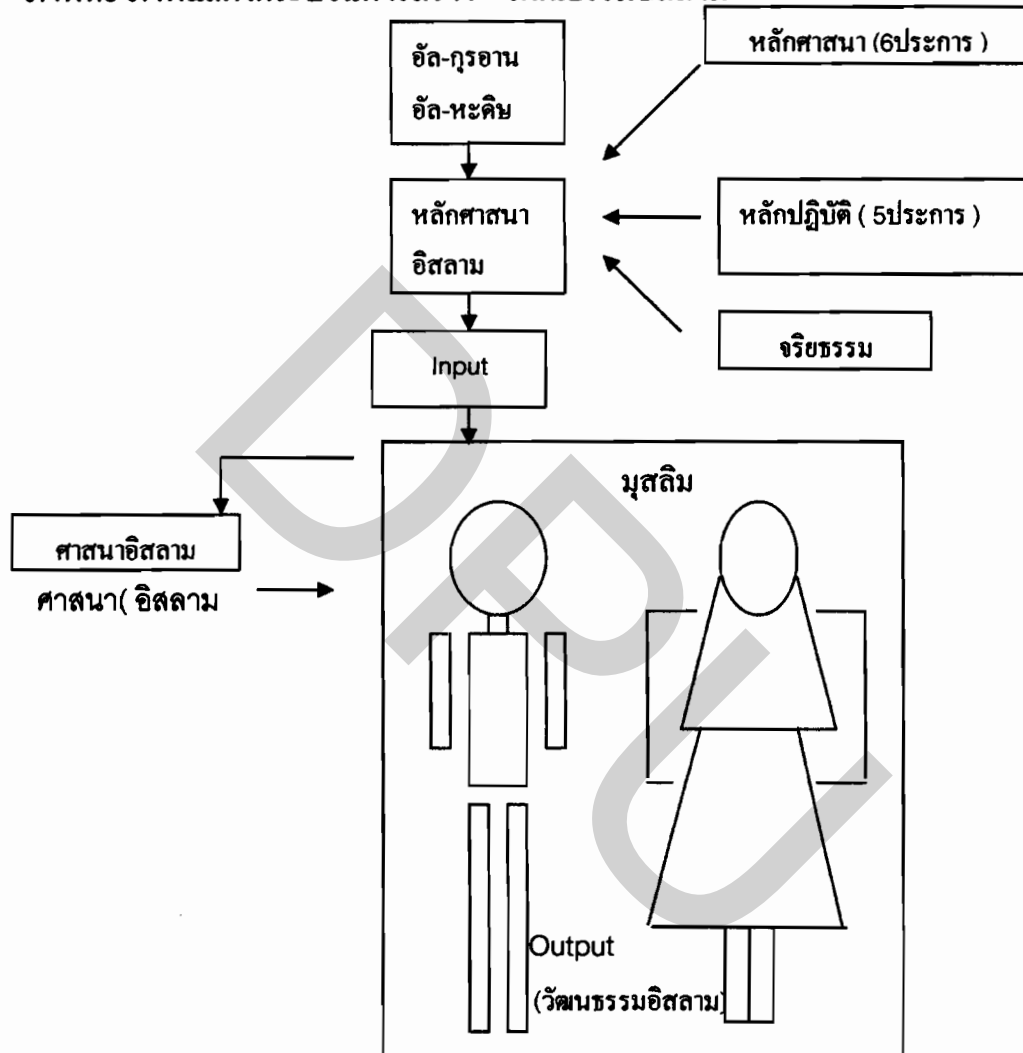 อัล-กุรอาน
อัล-หะดิษ
หลักศาสนา (6ประการ )
หลักศาสนา
อิสลาม
หลักปฏิบัติ ( 5ประการ )
จริยธรรม
Input
มุสลิม
ศาสนาอิสลาม
ศาสนา( อิสลาม
Output
(วัฒนธรรมอิสลาม)
DPU